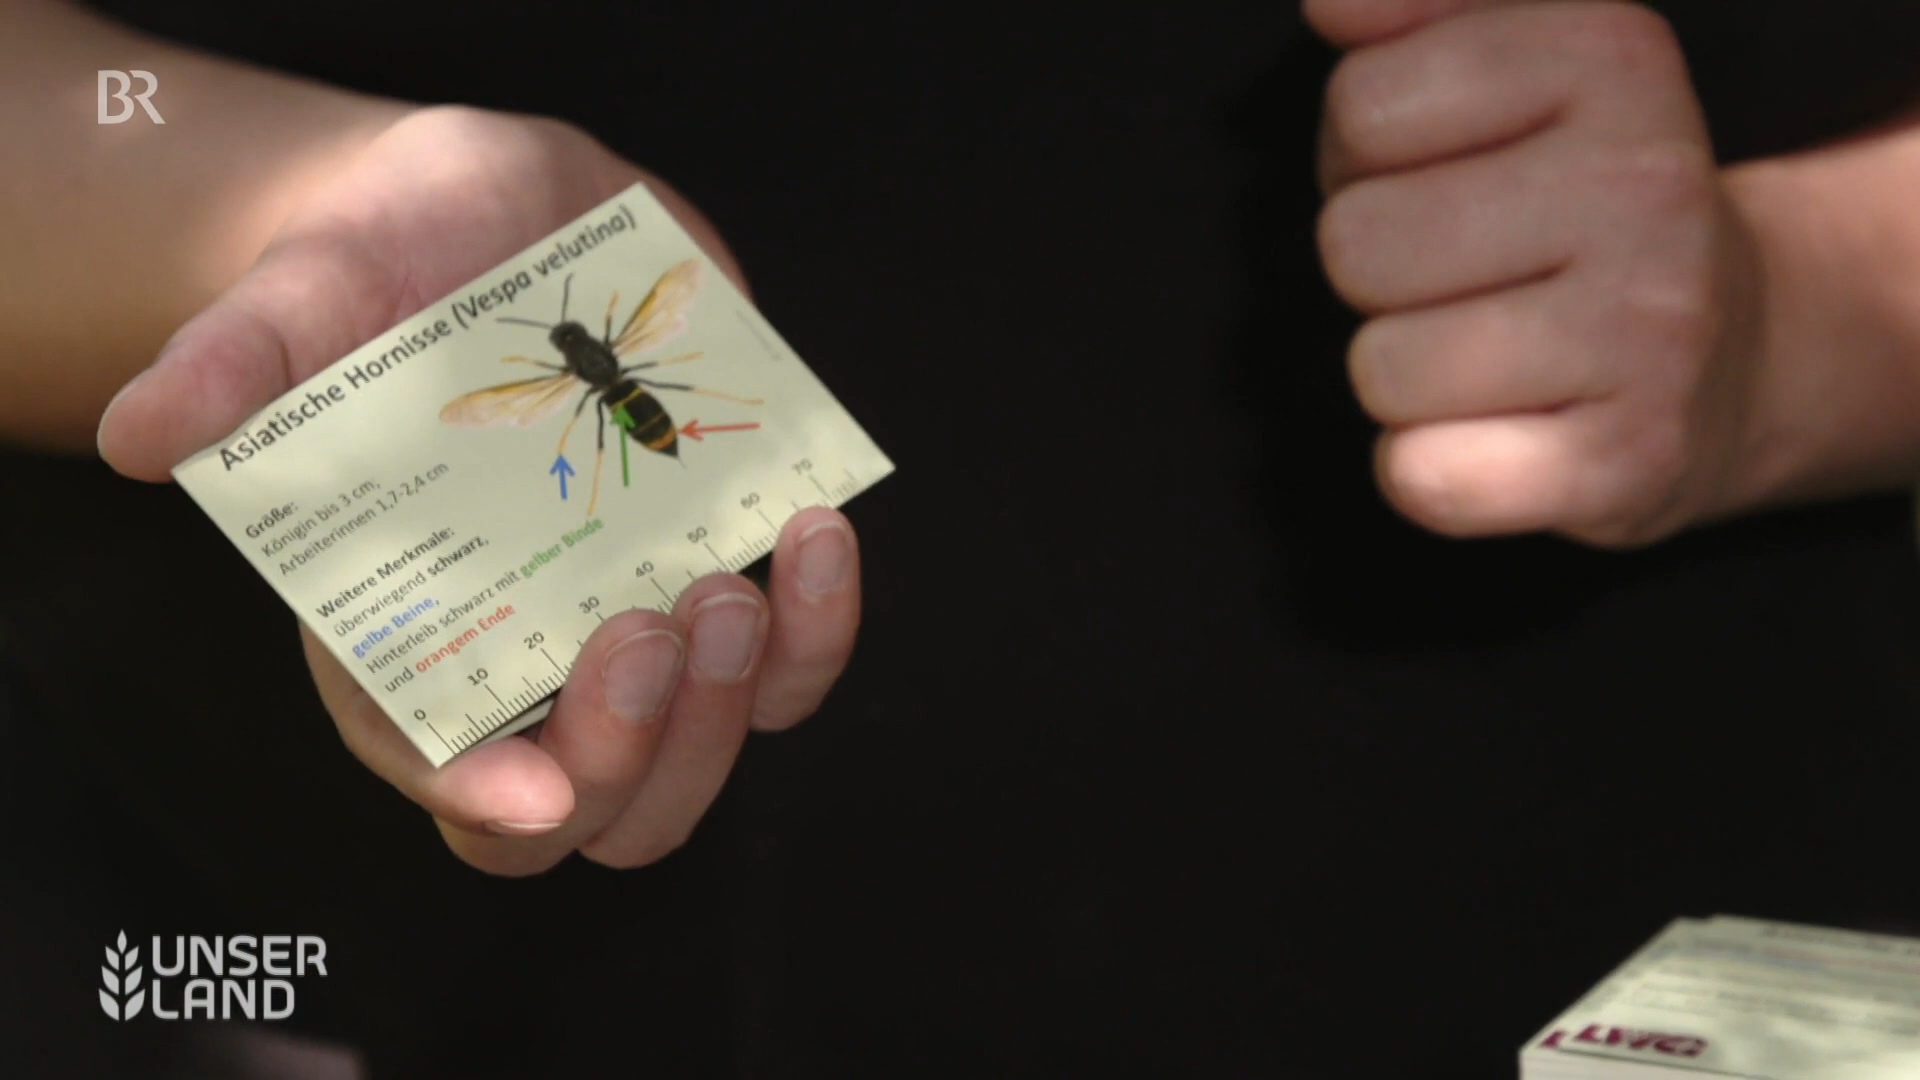 BR
Asiatische Hornisse (Vespa velutina)
Größe:
Königin bis 3 cm,
Arbeiterinnen 1,7-2,4 cm
Weitere Merkmale:
überwiegend schwarz,
gelbe Beine,
Hinterleib schwarz mit gelber Binde
und orangem Ende
0 10 20 30 40 50 60 70
UNSER
LAND